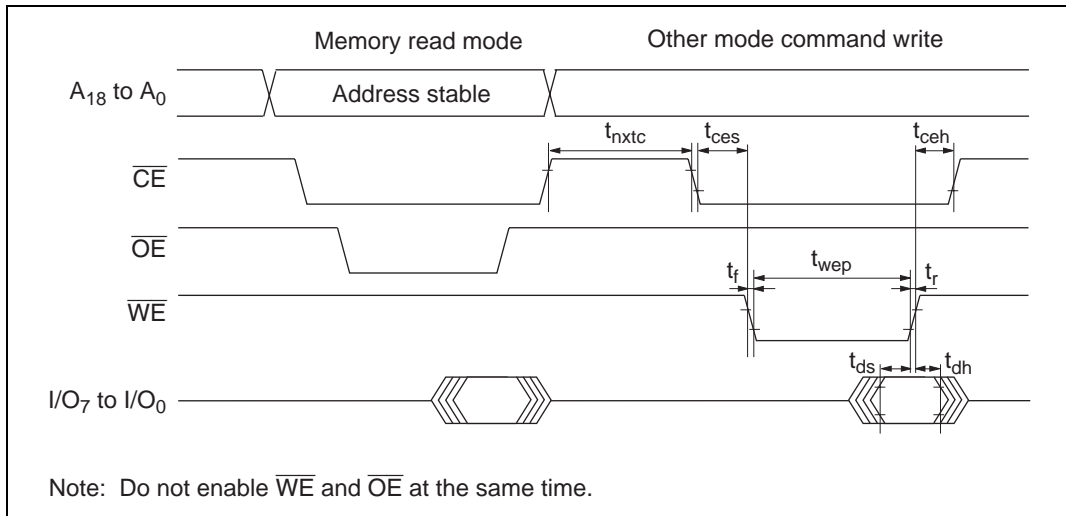 Memory read mode Other mode command write
A18 to A0 Address stable
tnxtc tces tceh
CE
OE
tf twep tr
WE
tds tdh
I/O7 to I/O0
Note: Do not enable WE and OE at the same time.